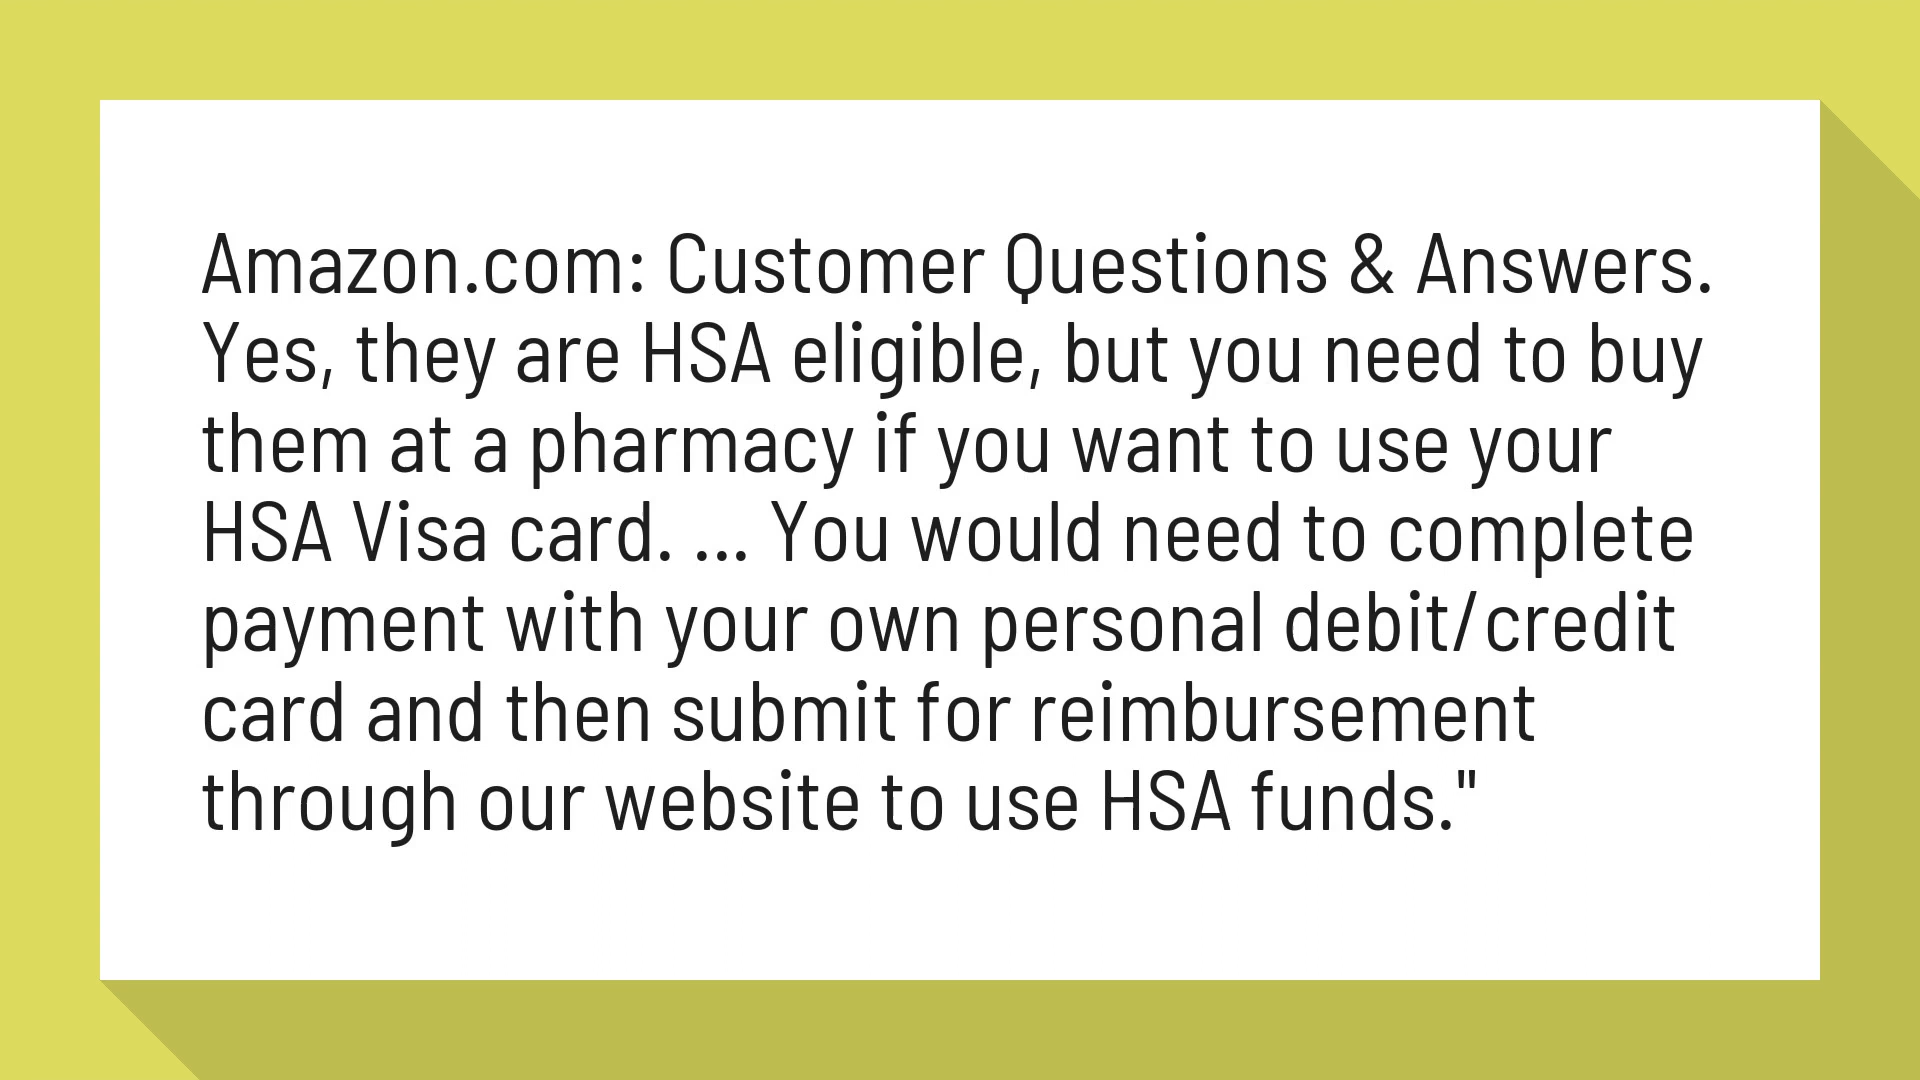 Amazon.com: Customer Questions & Answers.
Yes, they are HSA eligible, but you need to buy
them at a pharmacy if you want to use your
HSA Visa card. ... You would need to complete
payment with your own personal debit/credit
card and then submit for reimbursement
through our website to use HSA funds."